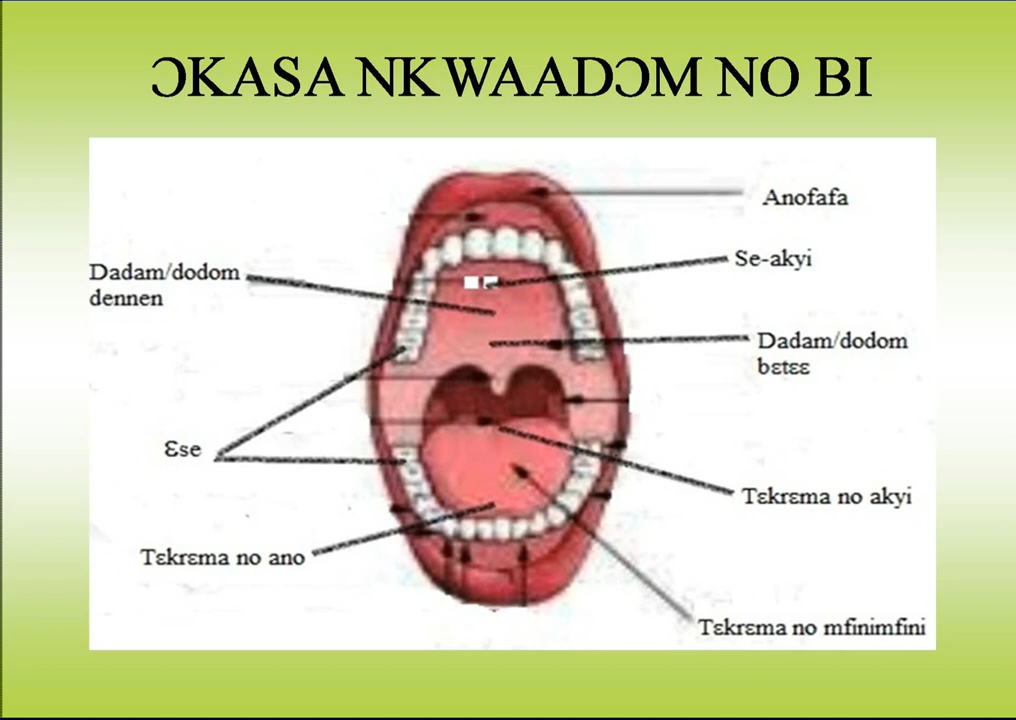 ƆKASA NKWAADƆM NO BI
Anofafa
Se-akyi
Dadam/dodom
dennen
Dadam/dodom
bɛtɛɛ
Ɛse
Tɛkrɛma no akyi
Tɛkrɛma no ano
Tɛkrɛma no mfinimfini